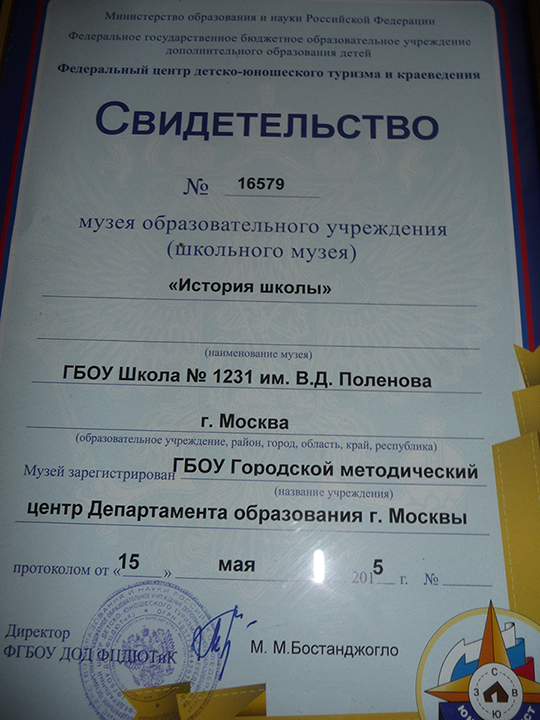 Министерство образования и науки Российской Федерации
Федеральное государственное бюджетное образовательное учреждение
дополнительного образования детей
Федеральный центр детско-юношеского туризма и краеведения
СВИДЕТЕЛЬСТВО
№ 16579
музея образовательного учреждения
(школьного музея)
«История школы»
(наименование музея)
ГБОУ Школа № 1231 им. В.Д. Поленова
г. Москва
(образовательное учреждение, район, город, область, край, республика)
Музей зарегистрирован ГБОУ Городской методический
(название учреждения)
центр Департамента образования г. Москвы
протоколом от «15» мая 2015 г. №
Директор
ФГБОУ ДОД ФЦДЮТиК
М. М.Бостанджогло
С
З В
Ю